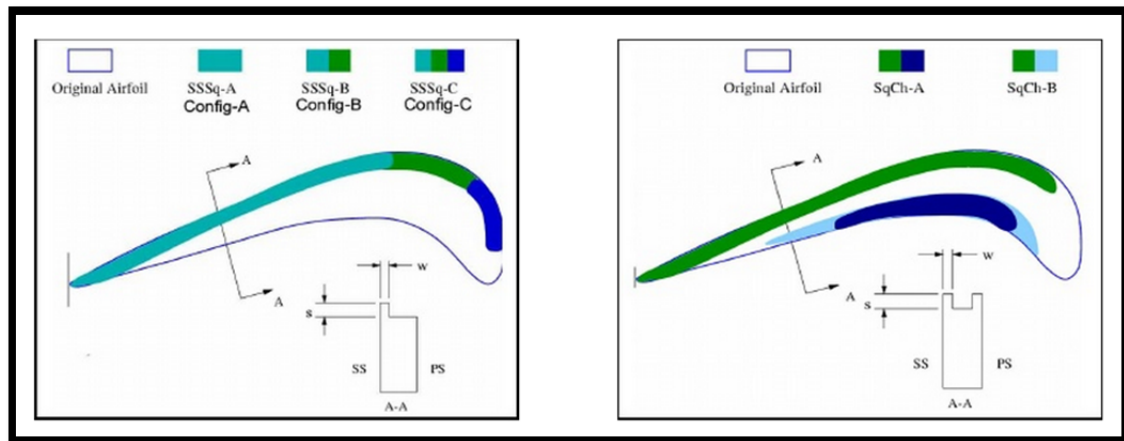 Original Airfoil SSSq-A SSSq-B SSSq-C
Config-A Config-B Config-C
A
A
w
s
SS PS
A-A
Original Airfoil SqCh-A SqCh-B
A
A
w
s
SS PS
A-A